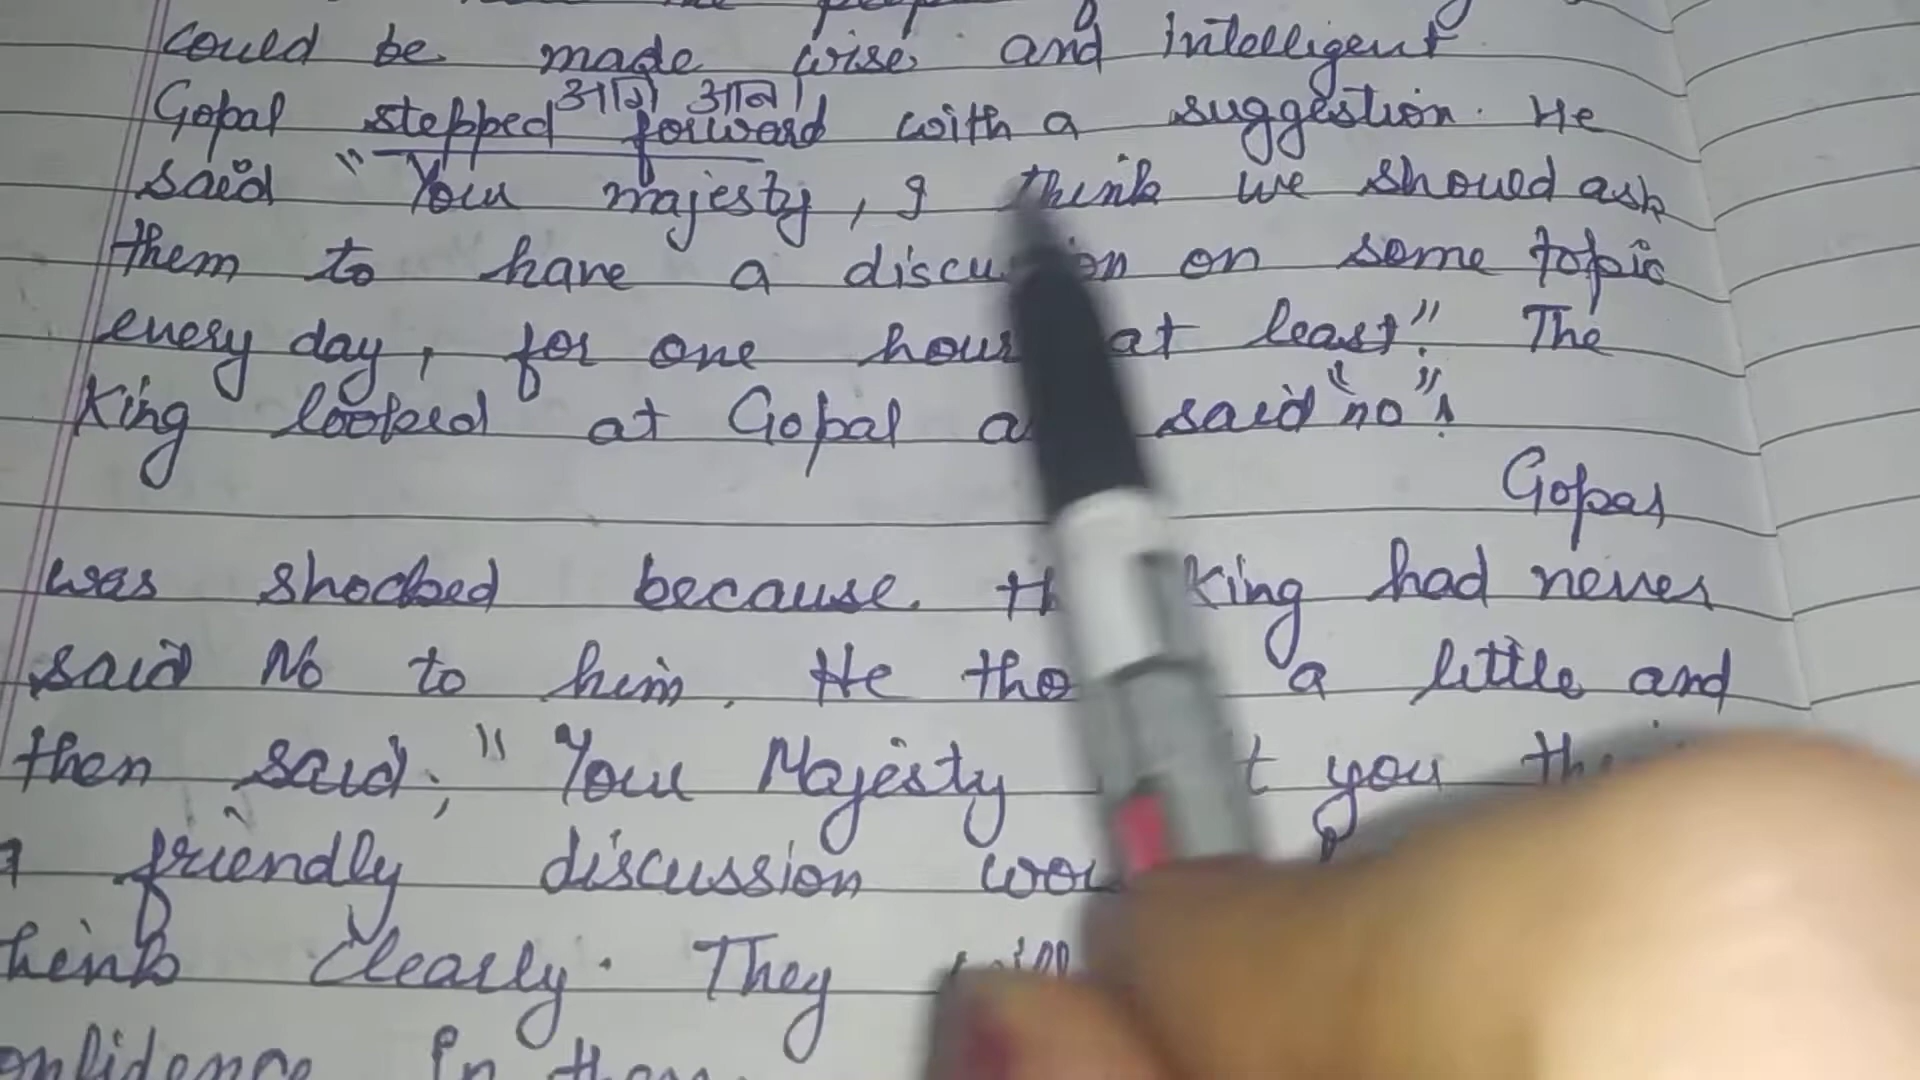 could be made wise and intelligent
आगे आना
Gopal stepped forward with a suggestion. He
said "Your majesty, I think we should ask
them to have a discussion on some topic
every day, for one hour at least". The
King looked at Gopal said "no".
Gopal
was shocked because. King had never
said No to him. He a little and
then said, "Your Majesty you
friendly discussion
clearly. They
in